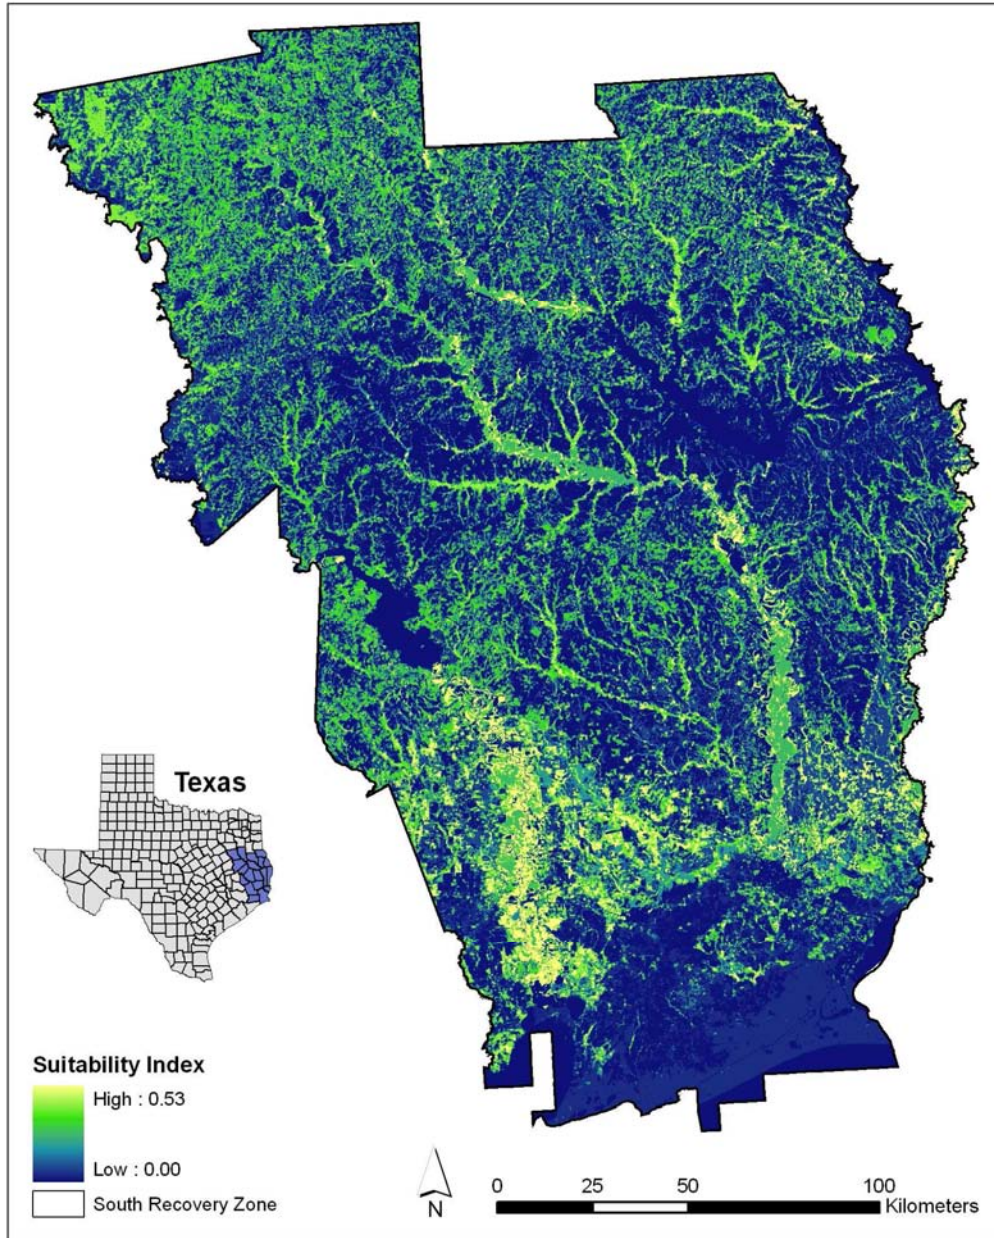 Texas
Suitability Index
High : 0.53
Low : 0.00
South Recovery Zone
N
0 25 50 100
Kilometers